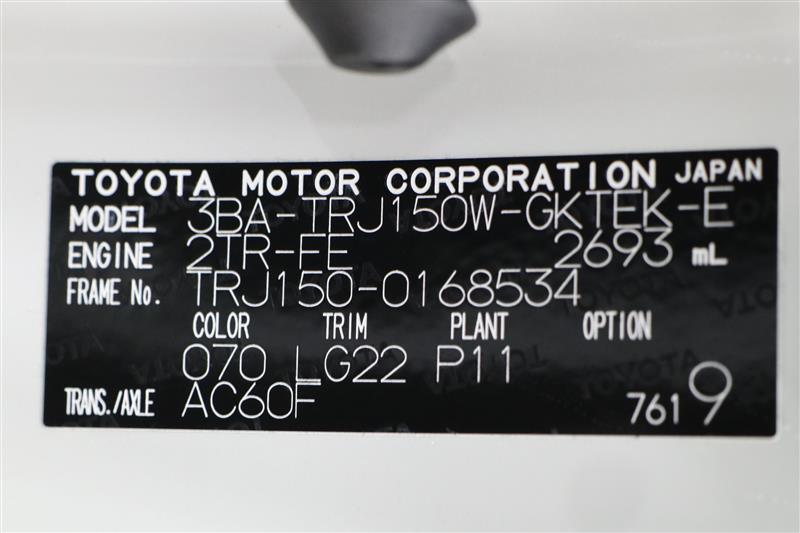 TOYOTA MOTOR CORPORATION JAPAN
MODEL 3BA-TRJ150W-GKTEK-E
ENGINE 2TR-FE 2693 mL
FRAME No. TRJ150-0168534
COLOR TRIM PLANT OPTION
070 LG22 P11
TRANS./AXLE AC60F 7619